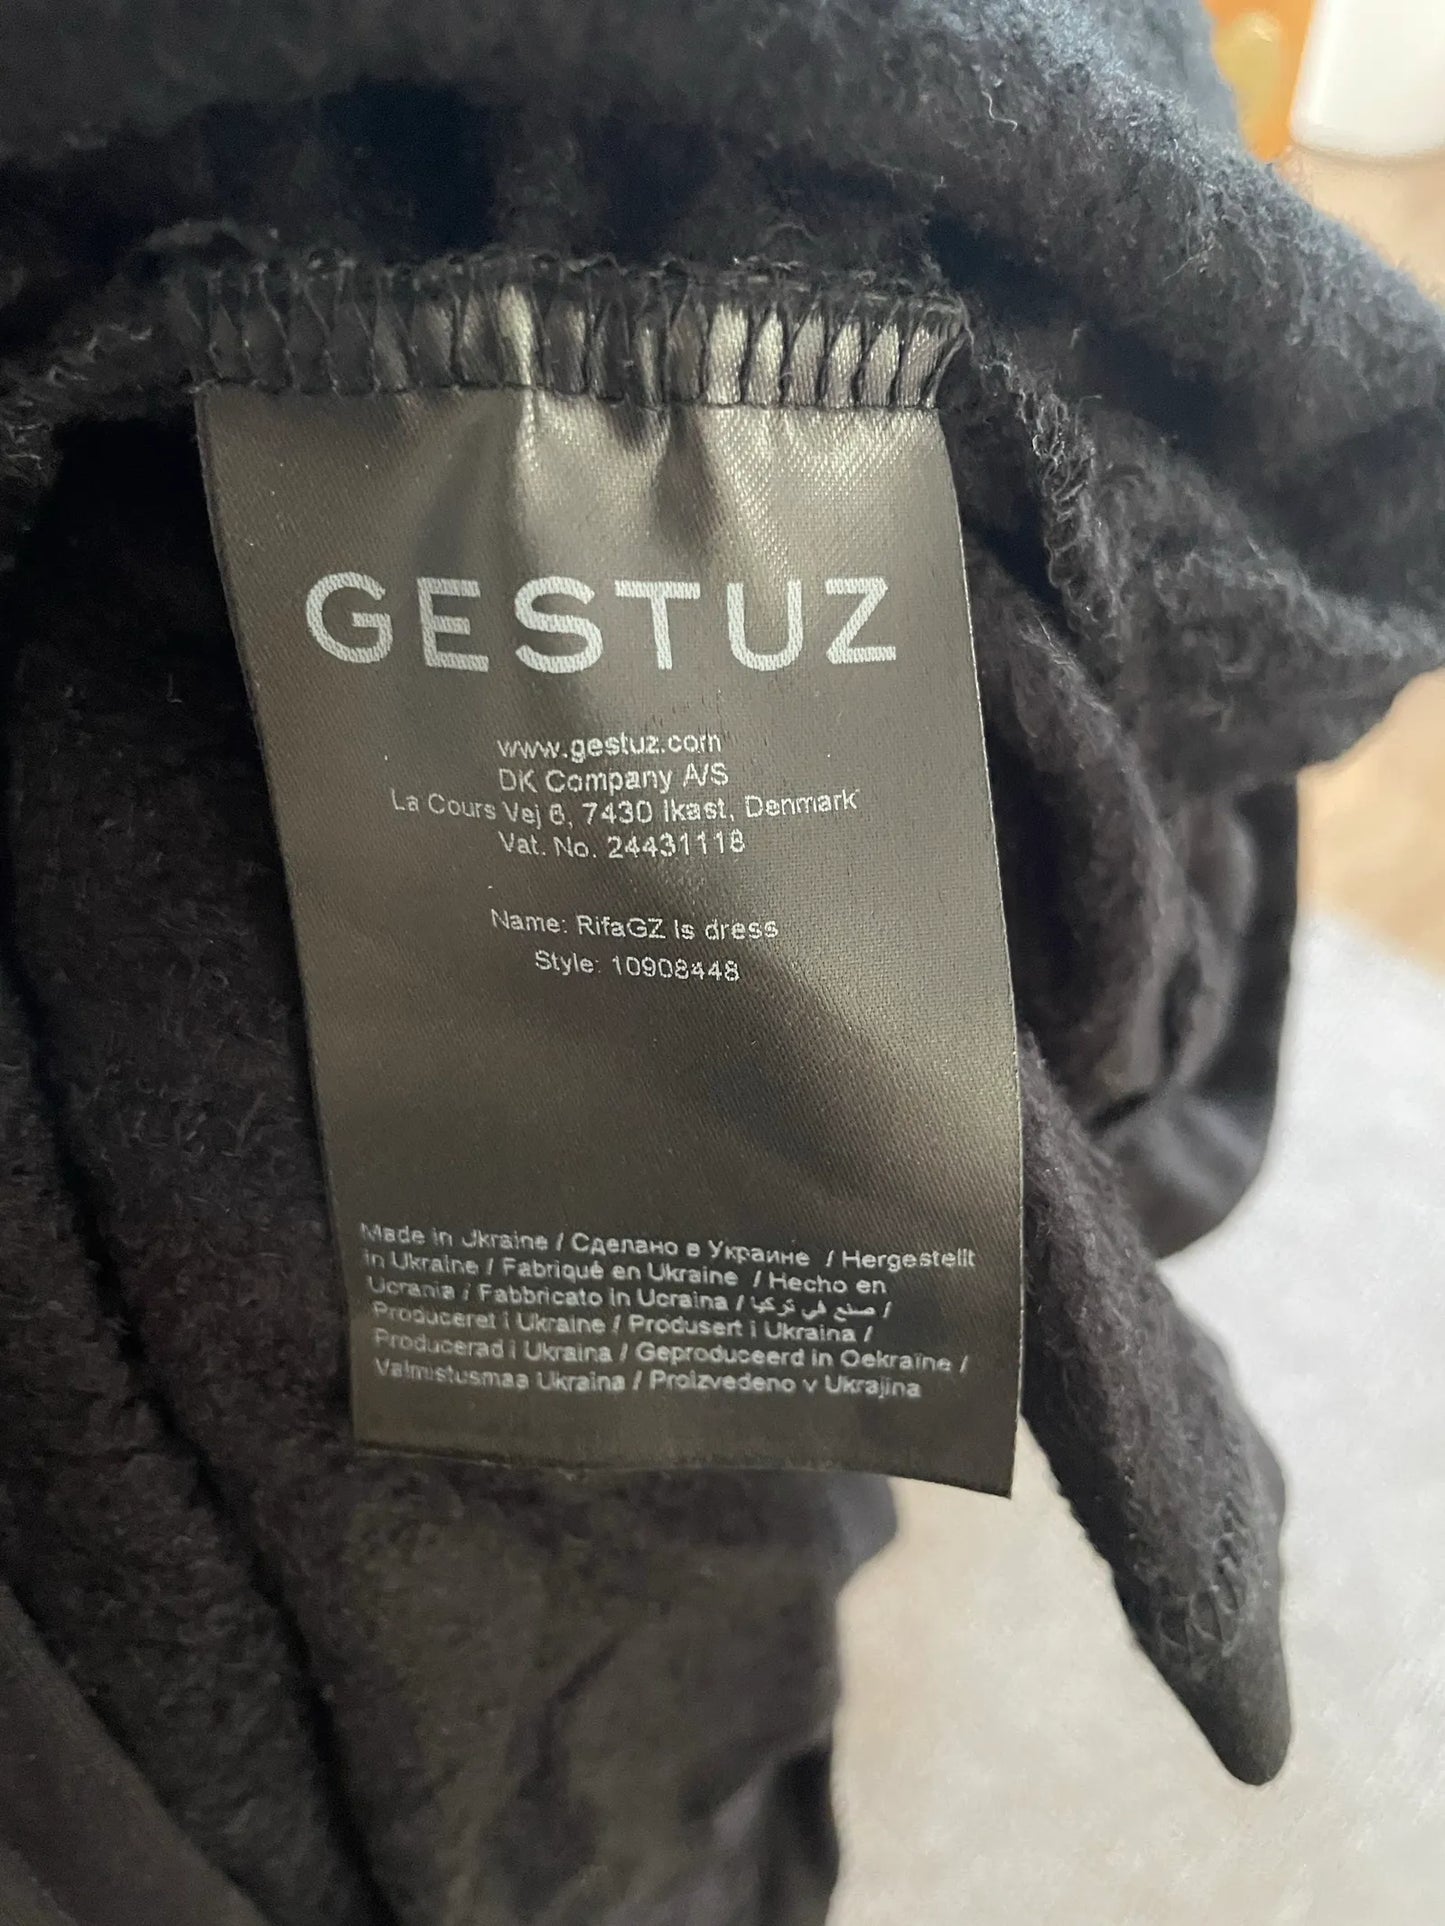 GESTUZ
www.gestuz.com
DK Company A/S
La Cours Vej 6, 7430 Ikast, Denmark
Vat. No. 24431118
Name: RifaGZ ls dress
Style: 10908448
Made in Ukraine / Сделано в Украине / Hergestellt
in Ukraine / Fabriqué en Ukraine / Hecho en
Ucrania / Fabbricato in Ucraina / صنع في تركيا /
Produceret i Ukraine / Produsert i Ukraina /
Producerad i Ukraina / Geproduceerd in Oekraïne /
Valmistusmaa Ukraina / Proizvedeno v Ukrajina